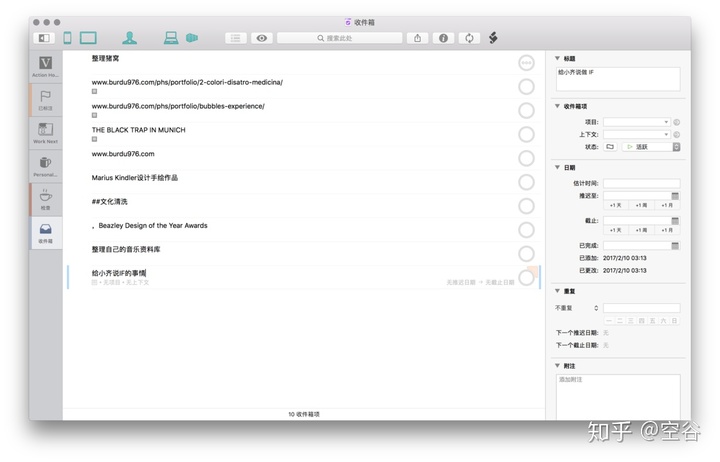 收件箱
搜索此处
Action Ho...
已标注
Work Next
Personal...
收件箱
整理猪窝
www.burdu976.com/phs/portfolio/2-colori-disatro-medicina/
www.burdu976.com/phs/portfolio/bubbles-experience/
THE BLACK TRAP IN MUNICH
www.burdu976.com
Marius Kindler设计手绘作品
##文化清洗
，Beazley Design of the Year Awards
整理自己的音乐资料库
给小齐说IF的事情
无项目 • 无上下文
无推迟日期 → 无截止日期
10 收件箱项
标题
给小齐说做 IF
收件箱项
项目:
上下文:
状态:
活跃
日期
估计时间:
推迟至:
+1 天 +1 周 +1 月
截止:
+1 天 +1 周 +1 月
已完成:
已添加: 2017/2/10 03:13
已更改: 2017/2/10 03:13
重复
不重复
一 二 三 四 五 六 日
下一个推迟日期: 无
下一个截止日期: 无
附注
添加附注
知乎 @空谷